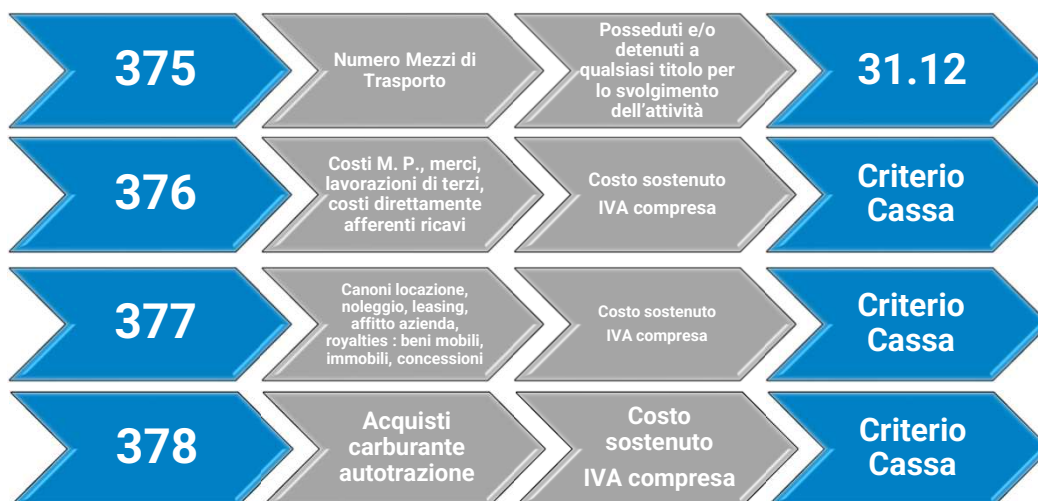 375
Numero Mezzi di
Trasporto
Posseduti e/o
detenuti a
qualsiasi titolo per
lo svolgimento
dell'attività
31.12
376
Costi M. P., merci,
lavorazioni di terzi,
costi direttamente
afferenti ricavi
Costo sostenuto
IVA compresa
Criterio
Cassa
377
Canoni locazione,
noleggio, leasing,
affitto azienda,
royalties : beni mobili,
immobili, concessioni
Costo sostenuto
IVA compresa
Criterio
Cassa
378
Acquisti
carburante
autotrazione
Costo
sostenuto
IVA compresa
Criterio
Cassa